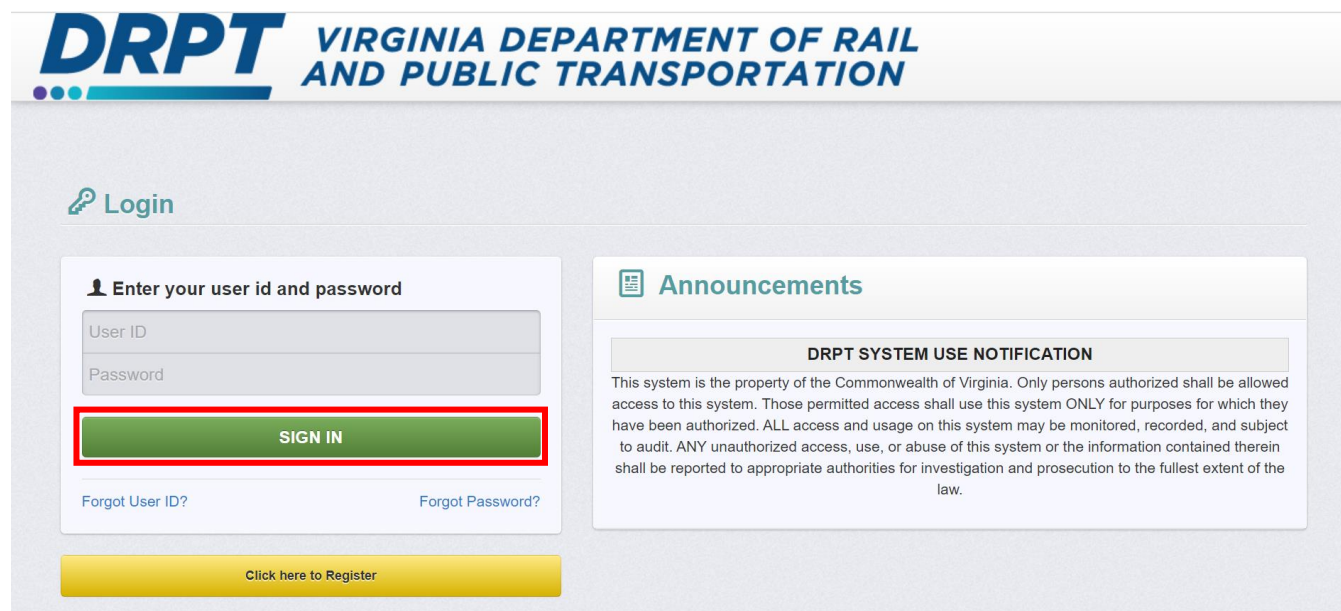 DRPT
VIRGINIA DEPARTMENT OF RAIL
AND PUBLIC TRANSPORTATION
Login
Enter your user id and password
User ID
Password
SIGN IN
Forgot User ID?
Forgot Password?
Click here to Register
Announcements
DRPT SYSTEM USE NOTIFICATION
This system is the property of the Commonwealth of Virginia. Only persons authorized shall be allowed
access to this system. Those permitted access shall use this system ONLY for purposes for which they
have been authorized. ALL access and usage on this system may be monitored, recorded, and subject
to audit. ANY unauthorized access, use, or abuse of this system or the information contained therein
shall be reported to appropriate authorities for investigation and prosecution to the fullest extent of the
law.